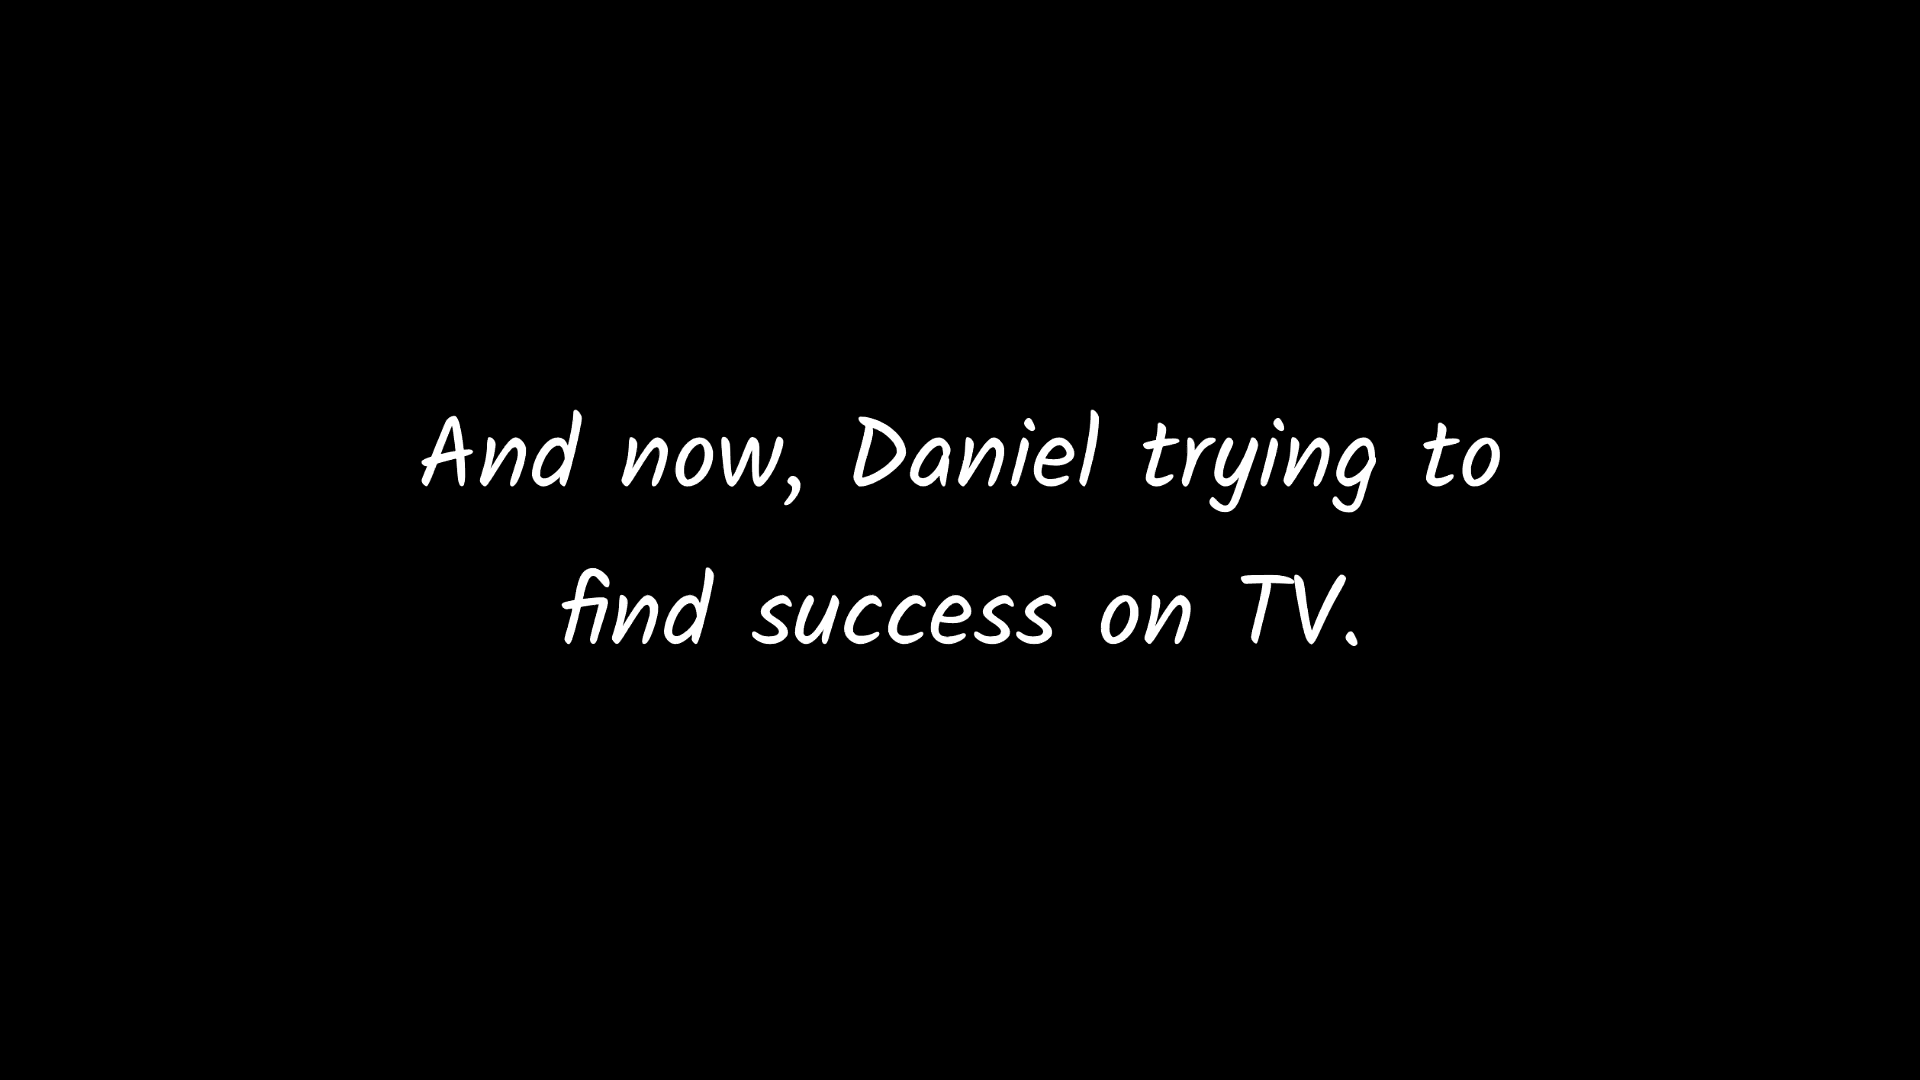 And now, Daniel trying to
find success on TV.